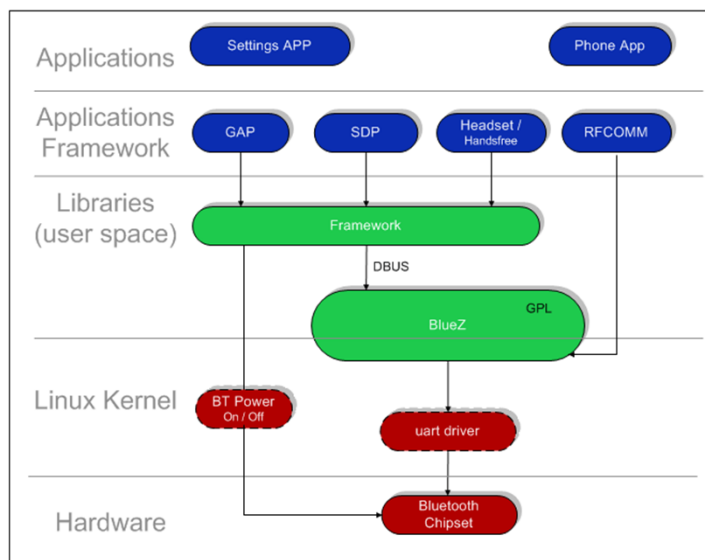 Applications
Settings APP
Phone App
Applications
Framework
GAP
SDP
Headset /
Handsfree
RFCOMM
Libraries
(user space)
Framework
DBUS
GPL
BlueZ
Linux Kernel
BT Power
On / Off
uart driver
Hardware
Bluetooth
Chipset